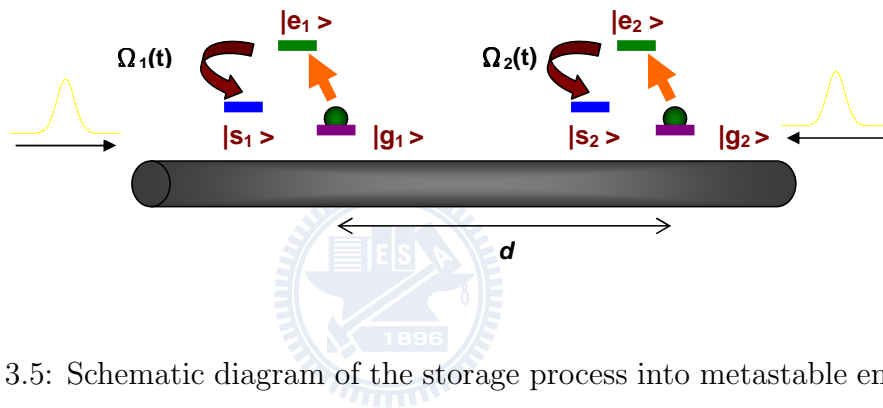 |e₁ > |e₂ >
Ω₁(t) Ω₂(t)
|s₁ > |g₁ > |s₂ > |g₂ >
d
E S A
1896
3.5: Schematic diagram of the storage process into metastable en